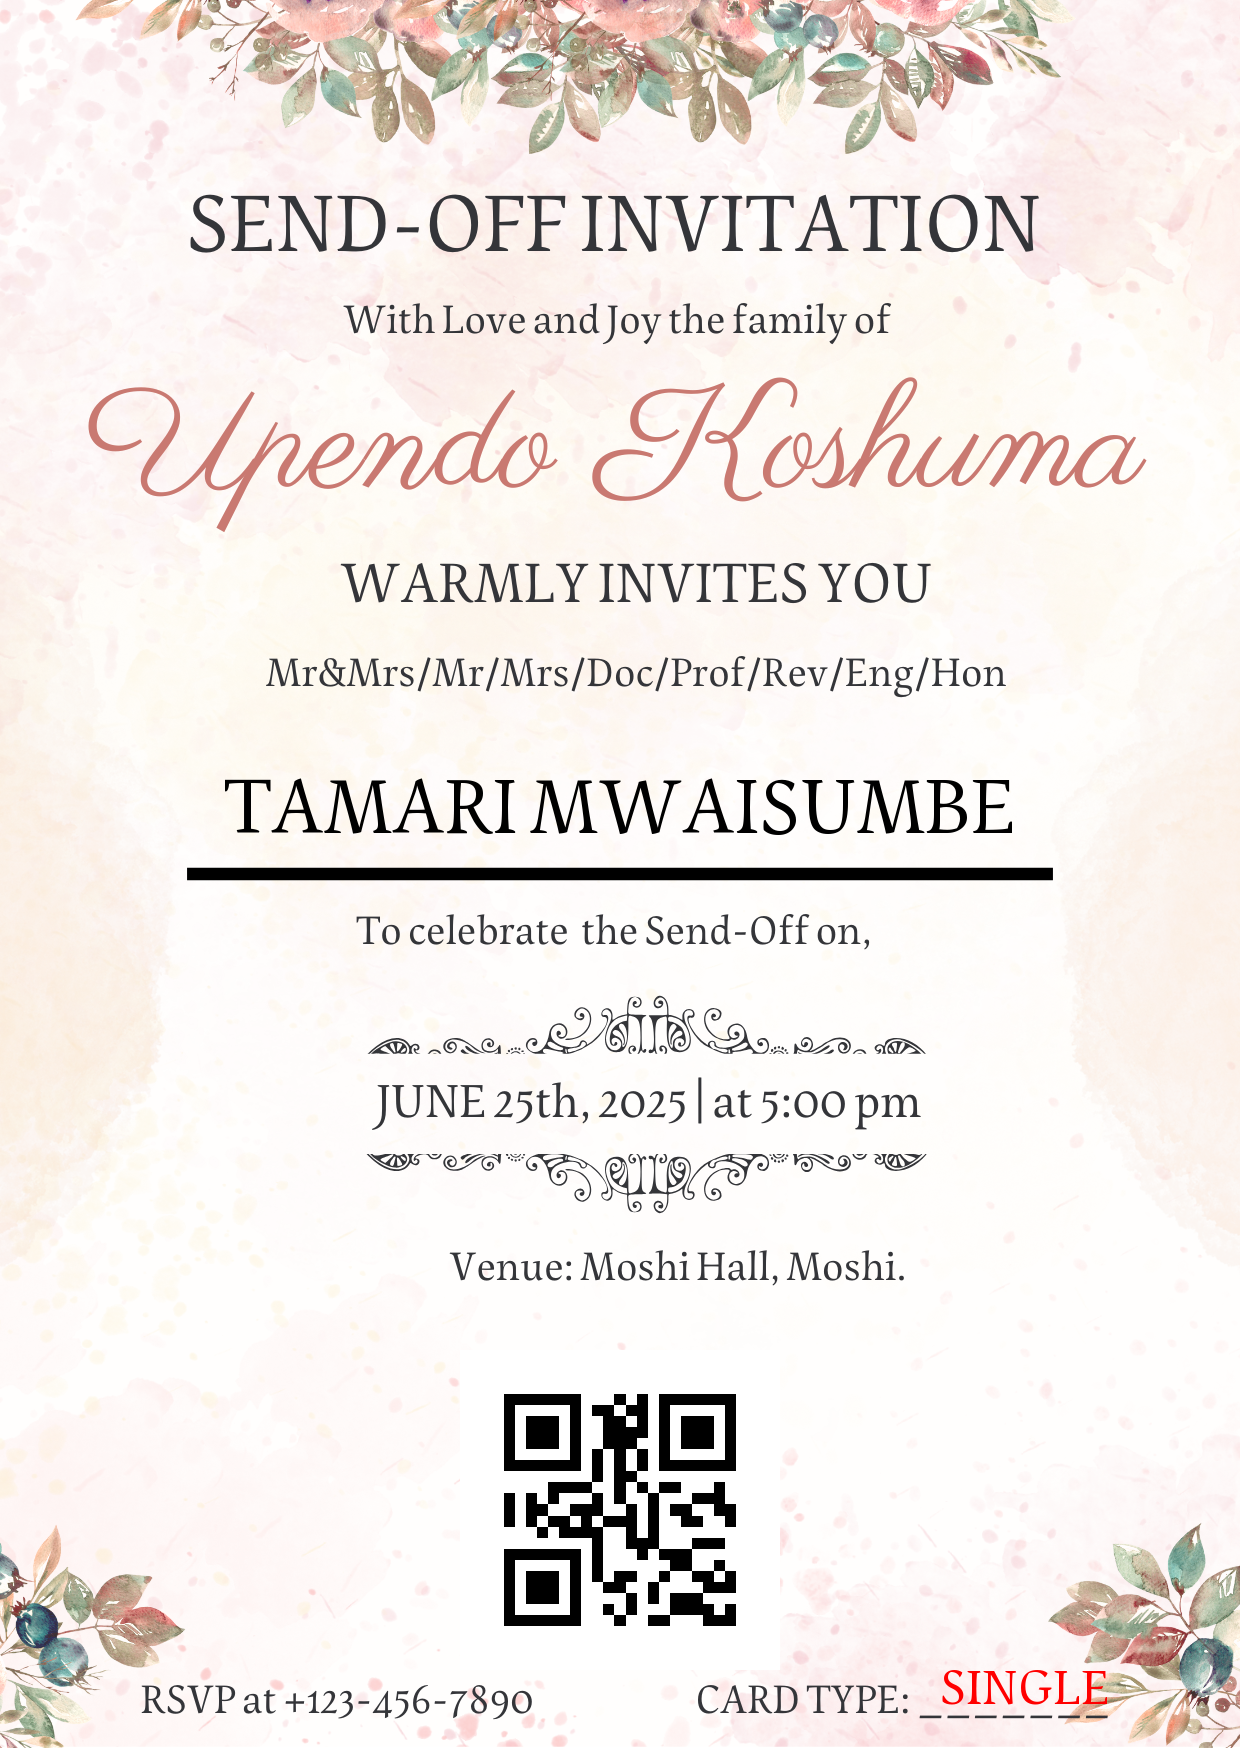 SEND-OFF INVITATION
With Love and Joy the family of
Upendo Koshuma
WARMLY INVITES YOU
Mr&Mrs/Mr/Mrs/Doc/Prof/Rev/Eng/Hon
TAMARI MWAISUMBE
To celebrate the Send-Off on,
JUNE 25th, 2025 | at 5:00 pm
Venue: Moshi Hall, Moshi.
RSVP at +123-456-7890
CARD TYPE: SINGLE